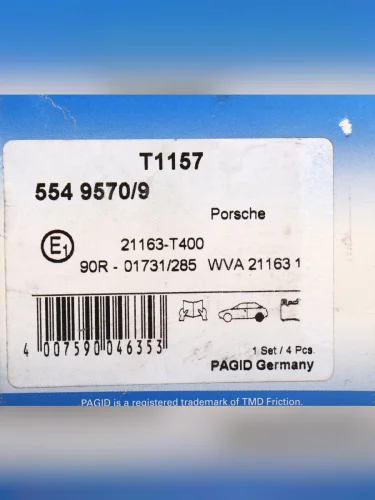 T1157
554 9570/9
Porsche
E1
21163-T400
90R - 01731/285 WVA 21163 1
4 007590 046353
1 Set / 4 Pcs.
PAGID Germany
PAGID is a registered trademark of TMD Friction.